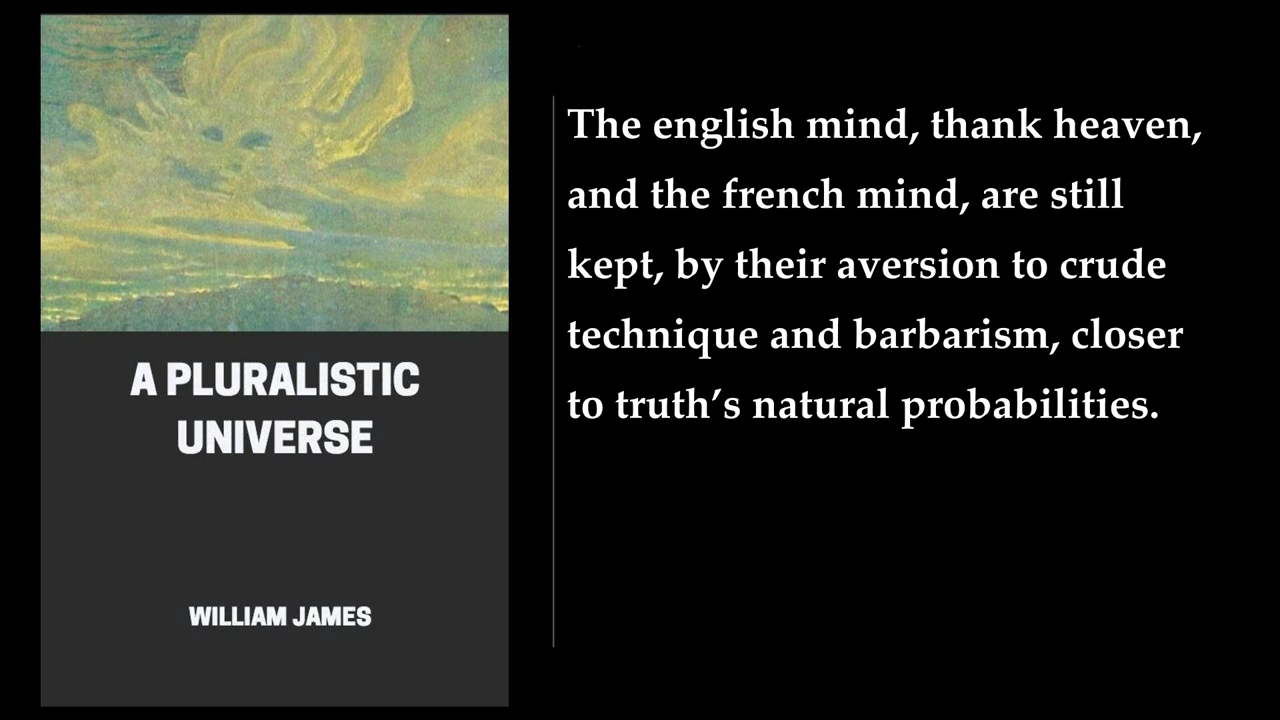 A PLURALISTIC
UNIVERSE
WILLIAM JAMES
The english mind, thank heaven,
and the french mind, are still
kept, by their aversion to crude
technique and barbarism, closer
to truth’s natural probabilities.